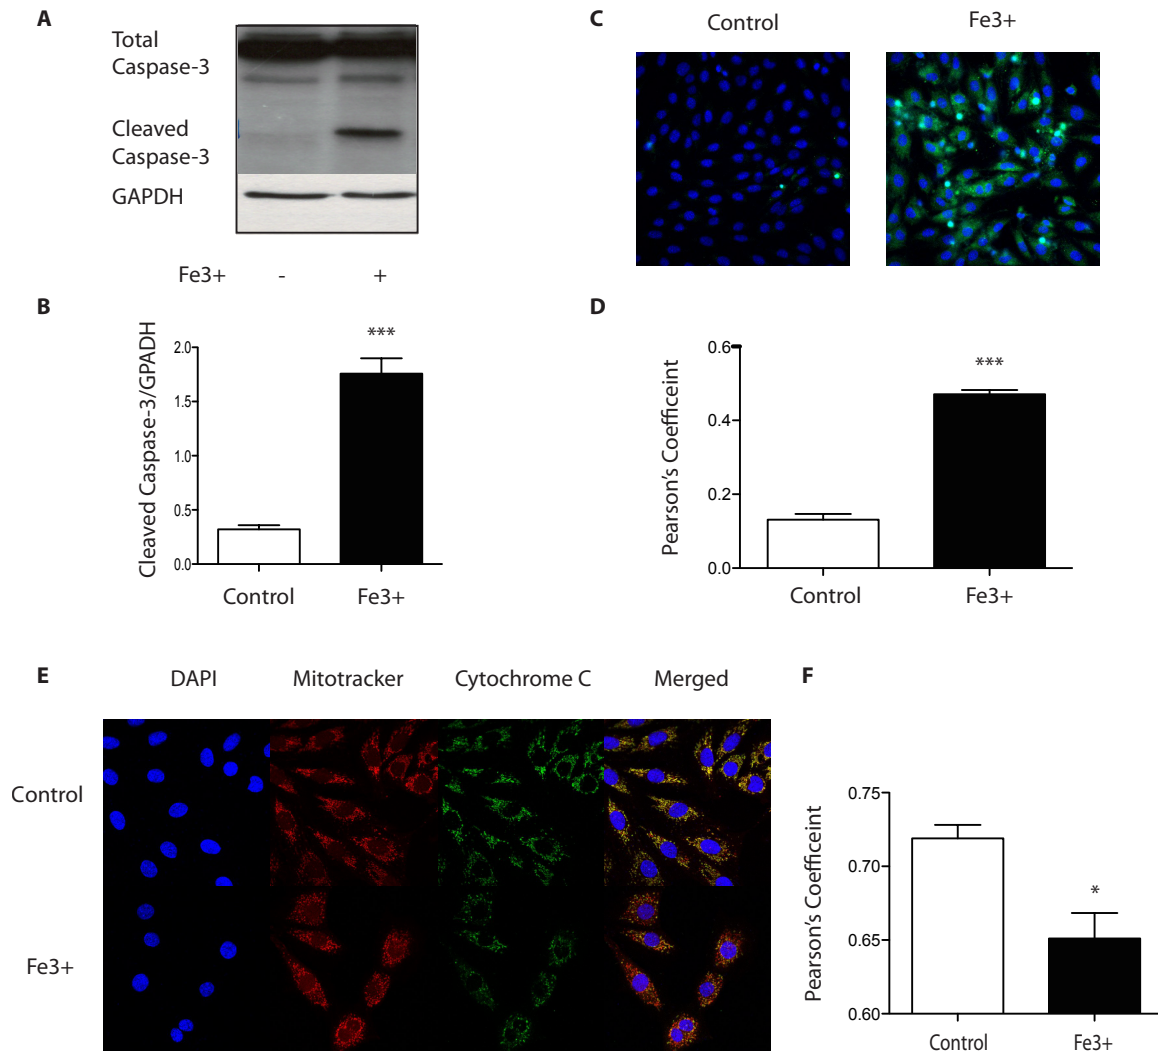 A
Total
Caspase-3
Cleaved
Caspase-3
GAPDH
Fe3+ - +
B
Cleaved Caspase-3/GPADH
2.0
1.5
1.0
0.5
0.0
***
Control Fe3+
C
Control Fe3+
D
Pearson's Coefficeint
0.6
0.4
0.2
0.0
***
Control Fe3+
E
DAPI Mitotracker Cytochrome C Merged
Control
Fe3+
F
Pearson's Coefficeint
0.75
0.70
0.65
0.60
*
Control Fe3+